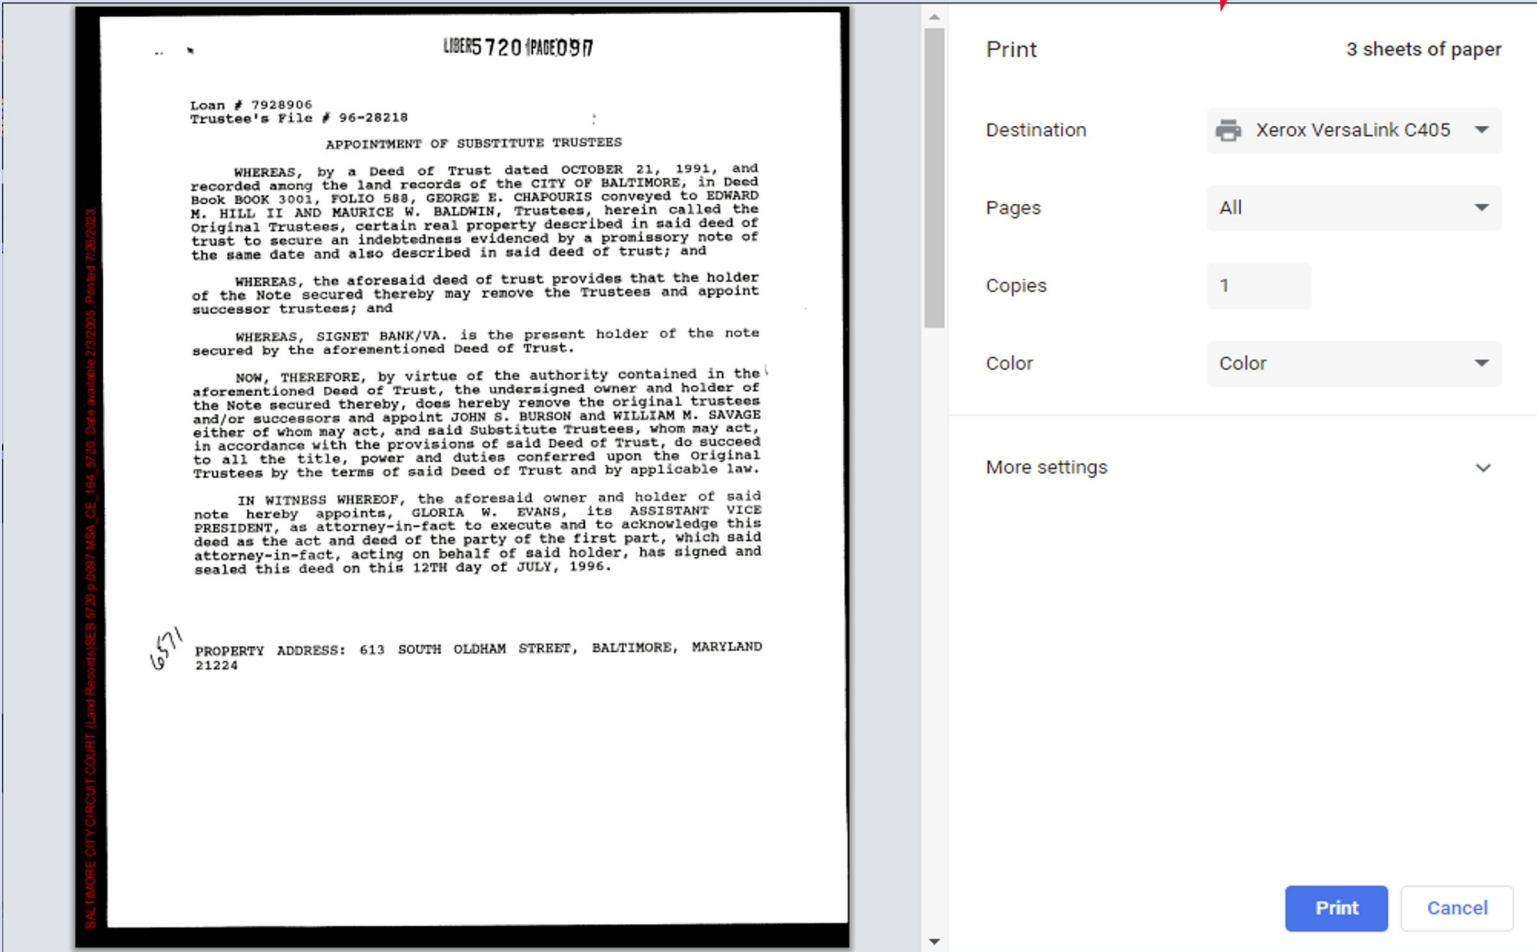 LIBER5720 PAGE097
Loan # 7928906
Trustee's File # 96-28218
APPOINTMENT OF SUBSTITUTE TRUSTEES
WHEREAS, by a Deed of Trust dated OCTOBER 21, 1991, and
recorded among the land records of the CITY OF BALTIMORE, in Deed
Book BOOK 3001, FOLIO 588, GEORGE E. CHAPOURIS conveyed to EDWARD
M. HILL II AND MAURICE W. BALDWIN, Trustees, herein called the
Original Trustees, certain real property described in said deed of
trust to secure an indebtedness evidenced by a promissory note of
the same date and also described in said deed of trust; and
WHEREAS, the aforesaid deed of trust provides that the holder
of the Note secured thereby may remove the Trustees and appoint
successor trustees; and
WHEREAS, SIGNET BANK/VA. is the present holder of the note
secured by the aforementioned Deed of Trust.
NOW, THEREFORE, by virtue of the authority contained in the
aforementioned Deed of Trust, the undersigned owner and holder of
the Note secured thereby, does hereby remove the original trustees
and/or successors and appoint JOHN S. BURSON and WILLIAM M. SAVAGE
either of whom may act, and said Substitute Trustees, whom may act,
in accordance with the provisions of said Deed of Trust, do succeed
to all the title, power and duties conferred upon the Original
Trustees by the terms of said Deed of Trust and by applicable law.
IN WITNESS WHEREOF, the aforesaid owner and holder of said
note hereby appoints, GLORIA W. EVANS, its ASSISTANT VICE
PRESIDENT, as attorney-in-fact to execute and to acknowledge this
deed as the act and deed of the party of the first part, which said
attorney-in-fact, acting on behalf of said holder, has signed and
sealed this deed on this 12TH day of JULY, 1996.
6571
PROPERTY ADDRESS: 613 SOUTH OLDHAM STREET, BALTIMORE, MARYLAND
21224
BALTIMORE CITY CIRCUIT COURT (Land Records) SEB 5720 p 0097 MSA_CE_164_5720. Date available 2/3/2005. Printed 7/26/2023.
Print
3 sheets of paper
Destination
Xerox VersaLink C405
Pages
All
Copies
1
Color
Color
More settings
Print
Cancel